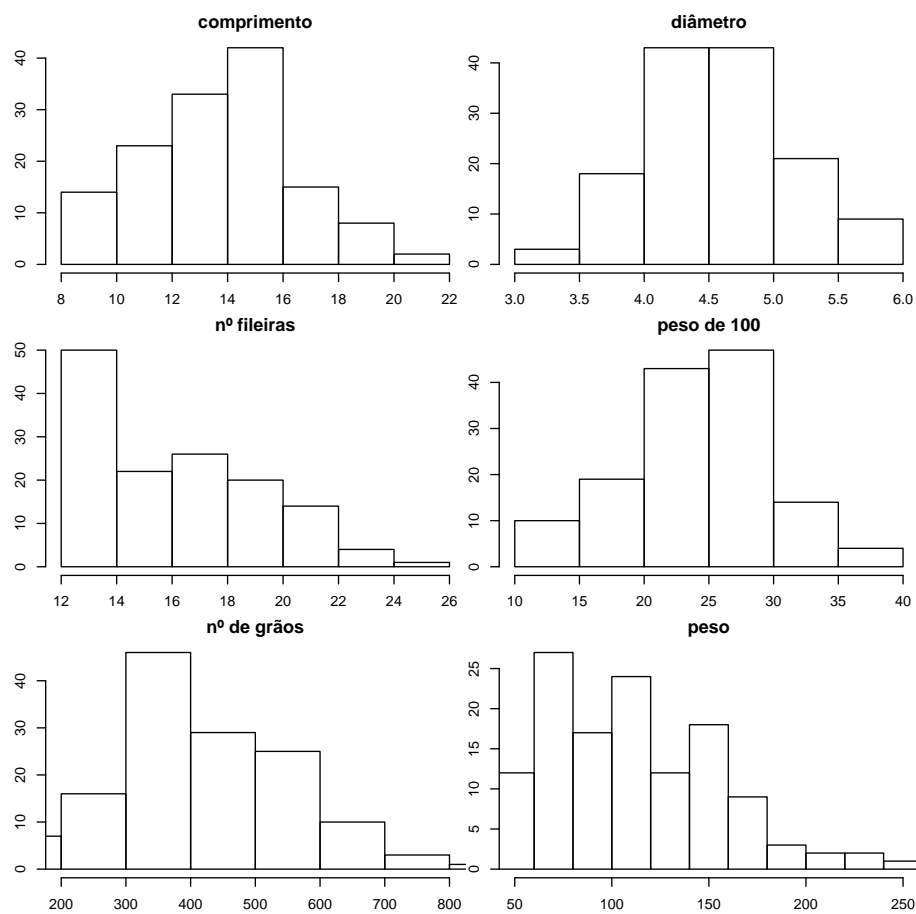 comprimento
0 10 20 30 40
8 10 12 14 16 18 20 22
diâmetro
0 10 20 30 40
3.0 3.5 4.0 4.5 5.0 5.5 6.0
nº fileiras
0 10 20 30 40 50
12 14 16 18 20 22 24 26
peso de 100
0 10 20 30 40
10 15 20 25 30 35 40
nº de grãos
0 10 20 30 40
200 300 400 500 600 700 800
peso
0 5 10 15 20 25
50 100 150 200 250